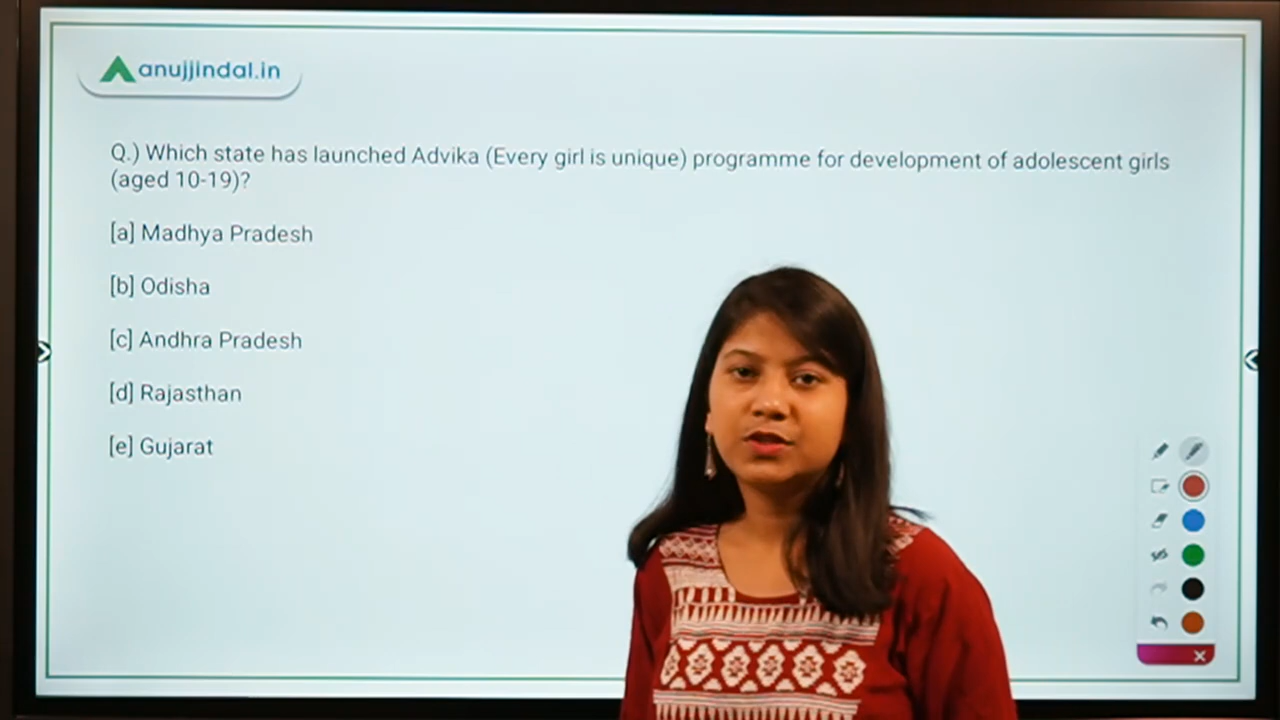 anujjindal.in
Q.) Which state has launched Advika (Every girl is unique) programme for development of adolescent girls
(aged 10-19)?
[a] Madhya Pradesh
[b] Odisha
[c] Andhra Pradesh
[d] Rajasthan
[e] Gujarat